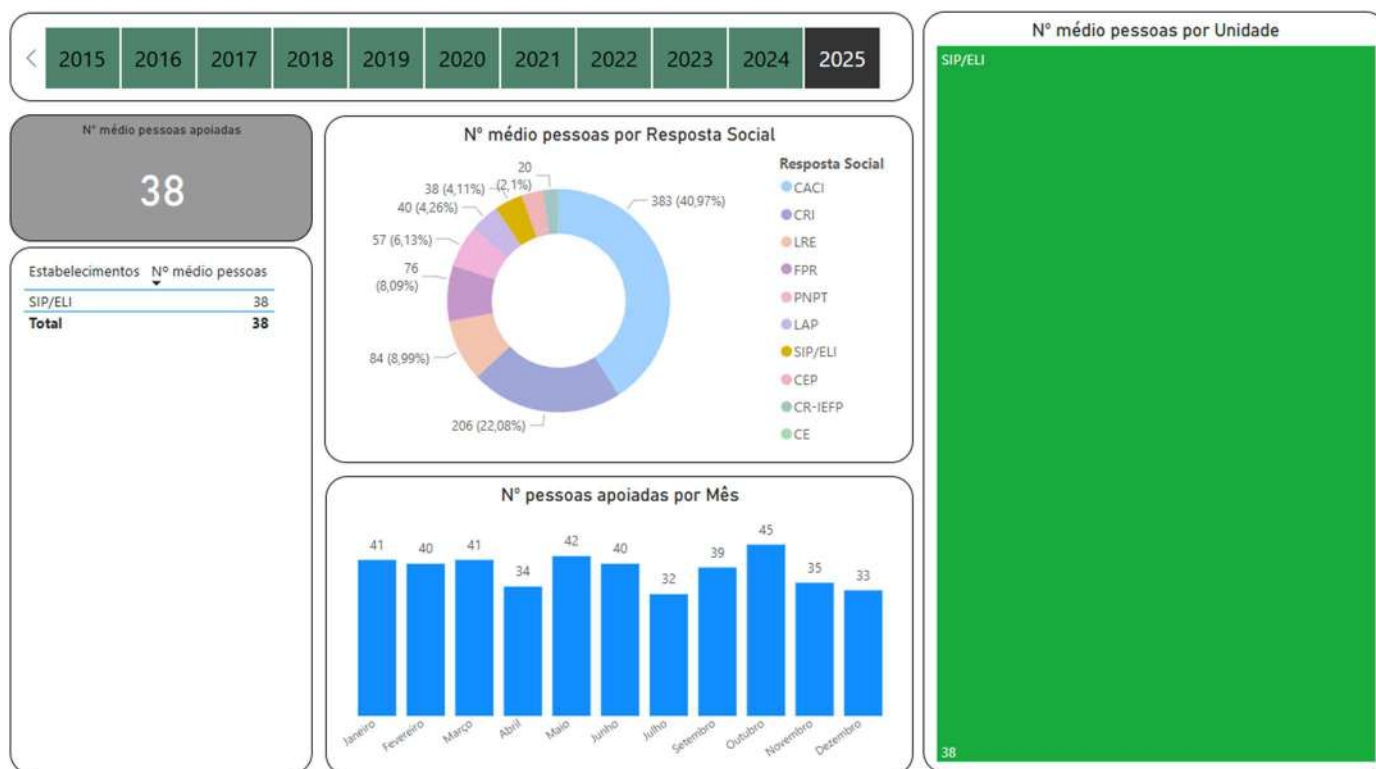 2015 2016 2017 2018 2019 2020 2021 2022 2023 2024 2025
Nº médio pessoas apoiadas
38
Estabelecimentos Nº médio pessoas
SIP/ELI 38
Total 38
Nº médio pessoas por Resposta Social
20
(2,1%)
38 (4,11%)
40 (4,26%)
57 (6,13%)
76
(8,09%)
84 (8,99%)
206 (22,08%)
383 (40,97%)
Resposta Social
CACI
CRI
LRE
FPR
PNPT
LAP
SIP/ELI
CEP
CR-IEFP
CE
Nº pessoas apoiadas por Mês
41 40 41 34 42 40 32 39 45 35 33
Janeiro Fevereiro Março Abril Maio Junho Julho Setembro Outubro Novembro Dezembro
Nº médio pessoas por Unidade
SIP/ELI
38